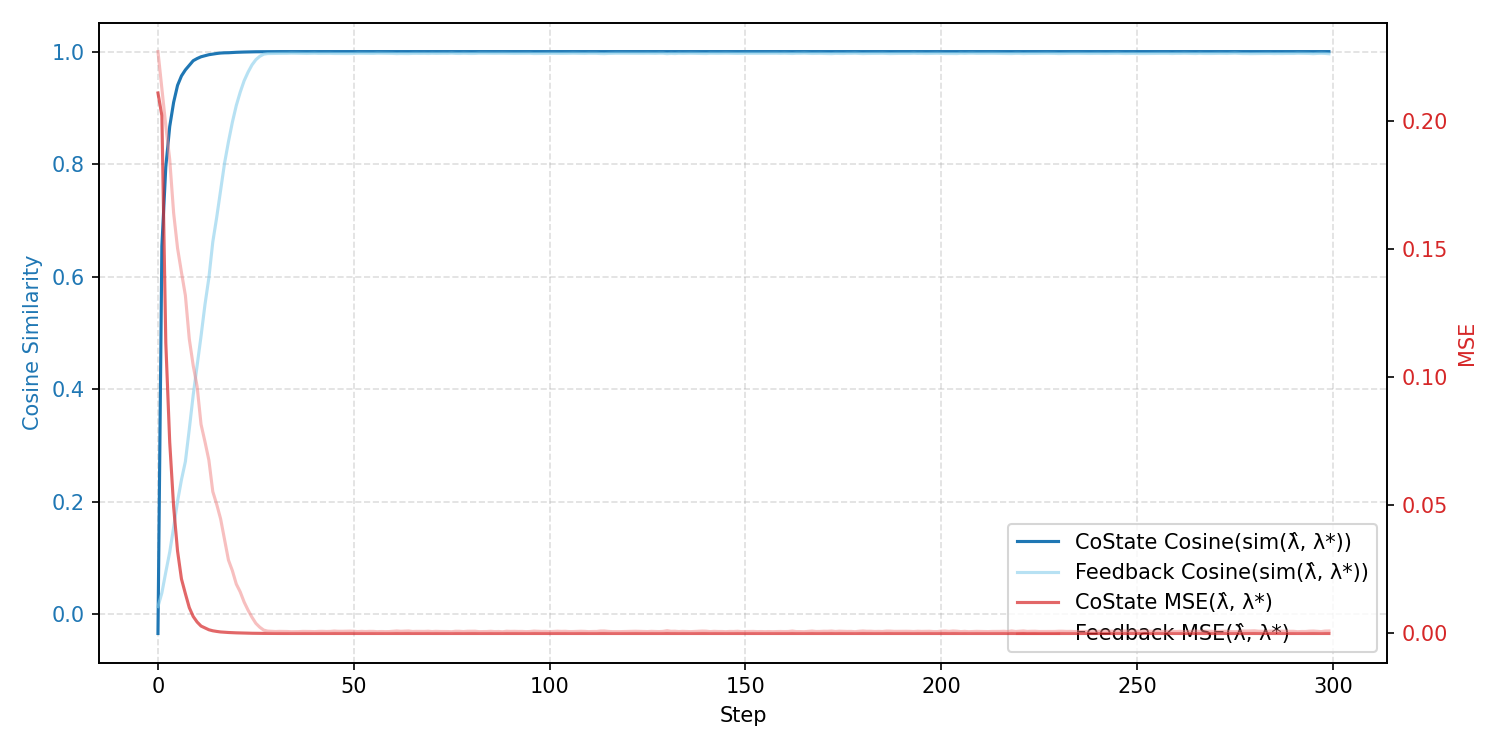 1.0
0.8
0.6
0.4
0.2
0.0
Cosine Similarity
0.20
0.15
0.10
0.05
0.00
MSE
CoState Cosine(sim(λ̂, λ*))
Feedback Cosine(sim(λ̂, λ*))
CoState MSE(λ̂, λ*)
Feedback MSE(λ̂, λ*)
0 50 100 150 200 250 300
Step